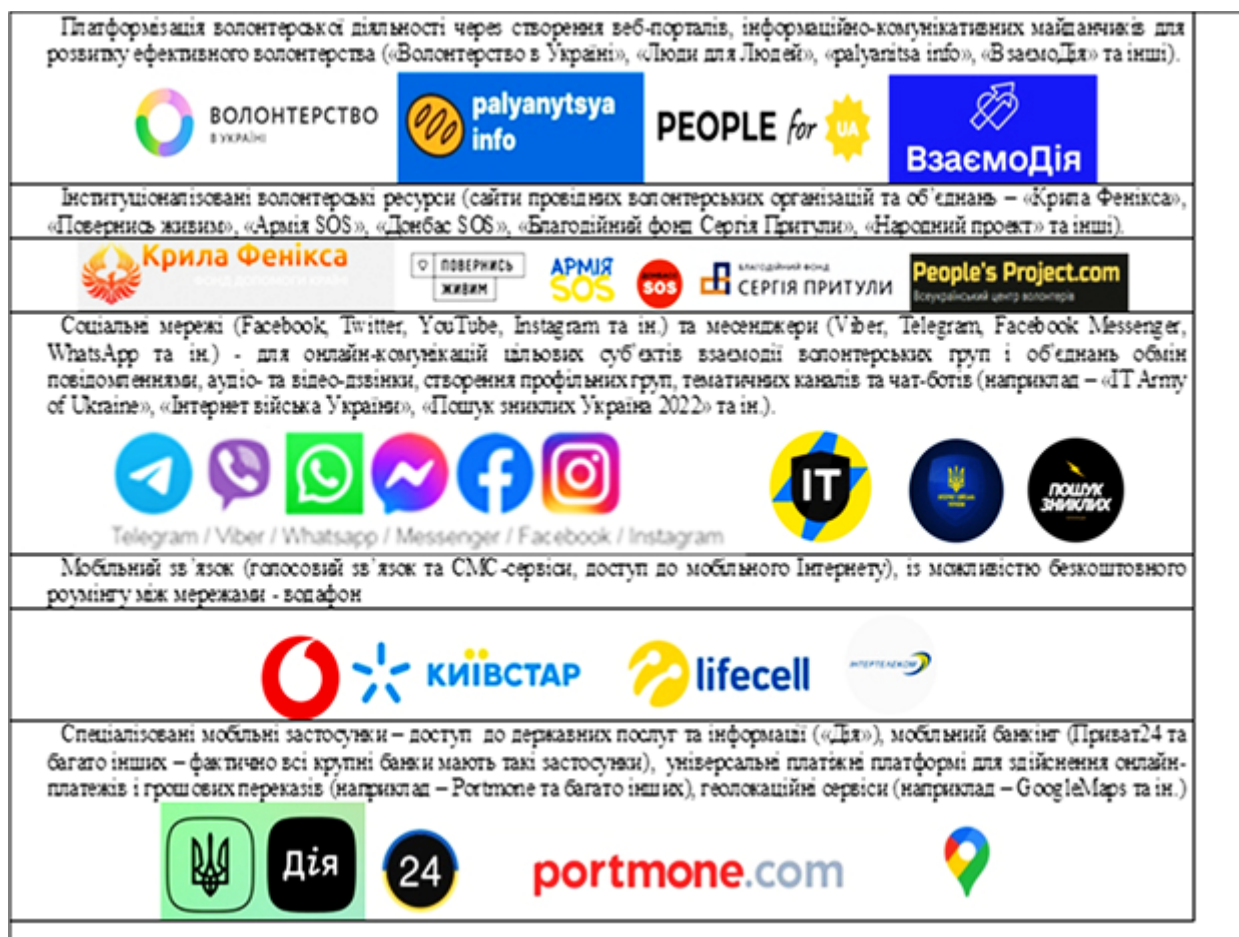 Платформізація волонтерської діяльності через створення веб-порталів, інформаційно-комунікативних майданчиків для
розвитку ефективного волонтерства («Волонтерство в Україні», «Люди для Людей», «palyanitsa info», «ВзаємоДія» та інші).
ВОЛОНТЕРСТВО
В УКРАЇНІ
palyanytsya
info
PEOPLE for UA
ВзаємоДія
Інституціоналізовані волонтерські ресурси (сайти провідних волонтерських організацій та об’єднань – «Крила Фенікса»,
«Повернись живим», «Армія SOS», «Донбас SOS», «Благодійний фонд Сергія Притули», «Народний проект» та інші).
Крила Фенікса
ФОНД ДОПОМОГИ АРМІЇ
ПОВЕРНИСЬ
ЖИВИМ
АРМІЯ
SOS
ДОНБАС
SOS
БЛАГОДІЙНИЙ ФОНД
СЕРГІЯ ПРИТУЛИ
People's Project.com
Всеукраїнський центр волонтерів
Соціальні мережі (Facebook, Twitter, YouTube, Instagram та ін.) та месенджери (Viber, Telegram, Facebook Messenger,
WhatsApp та ін.) - для онлайн-комунікацій цільових суб’єктів взаємодії волонтерських груп і об’єднань обмін
повідомленнями, аудіо- та відео-дзвінки, створення профільних груп, тематичних каналів та чат-ботів (наприклад – «IT Army
of Ukraine», «Інтернет війська України», «Пошук зниклих Україна 2022» та ін.).
IT
ПОШУК
ЗНИКЛИХ
Telegram / Viber / Whatsapp / Messenger / Facebook / Instagram
Мобільний зв’язок (голосовий зв’язок та СМС-сервіси, доступ до мобільного Інтернету), із можливістю безкоштовного
роумінгу між мережами - водафон
КИЇВСТАР
lifecell
ІНТЕРТЕЛЕКОМ
Спеціалізовані мобільні застосунки – доступ до державних послуг та інформації («Дія»), мобільний банкінг (Приват24 та
багато інших – фактично всі крупні банки мають такі застосунки), універсальні платіжні платформі для здійснення онлайн-
платежів і грошових переказів (наприклад – Portmone та багато інших), геолокаційні сервіси (наприклад – GoogleMaps та ін.)
Дія
24
portmone.com